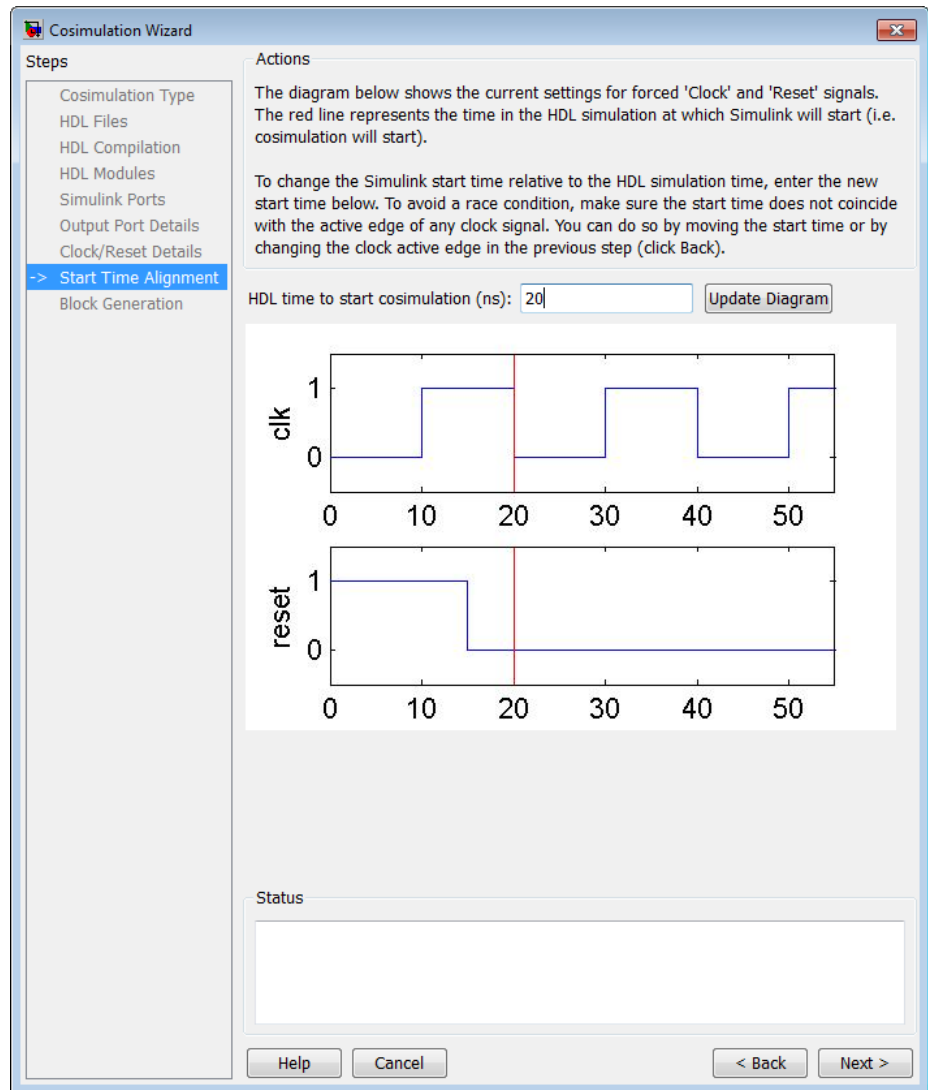 Cosimulation Wizard
Steps
Cosimulation Type
HDL Files
HDL Compilation
HDL Modules
Simulink Ports
Output Port Details
Clock/Reset Details
-> Start Time Alignment
Block Generation
Actions
The diagram below shows the current settings for forced 'Clock' and 'Reset' signals.
The red line represents the time in the HDL simulation at which Simulink will start (i.e.
cosimulation will start).
To change the Simulink start time relative to the HDL simulation time, enter the new
start time below. To avoid a race condition, make sure the start time does not coincide
with the active edge of any clock signal. You can do so by moving the start time or by
changing the clock active edge in the previous step (click Back).
HDL time to start cosimulation (ns): 20 Update Diagram
clk
1
0
0 10 20 30 40 50
reset
1
0
0 10 20 30 40 50
Status
Help Cancel < Back Next >